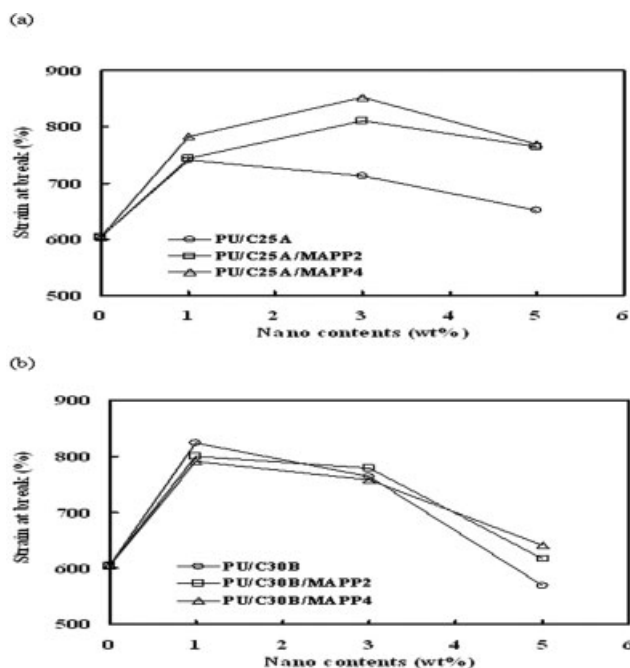 (a)
900
800
700
600
500
Strain at break (%)
PU/C25A
PU/C25A/MAPP2
PU/C25A/MAPP4
0 1 2 3 4 5 6
Nano contents (wt%)
(b)
900
800
700
600
500
Strain at break (%)
PU/C30B
PU/C30B/MAPP2
PU/C30B/MAPP4
0 1 2 3 4 5 6
Nano contents (wt%)